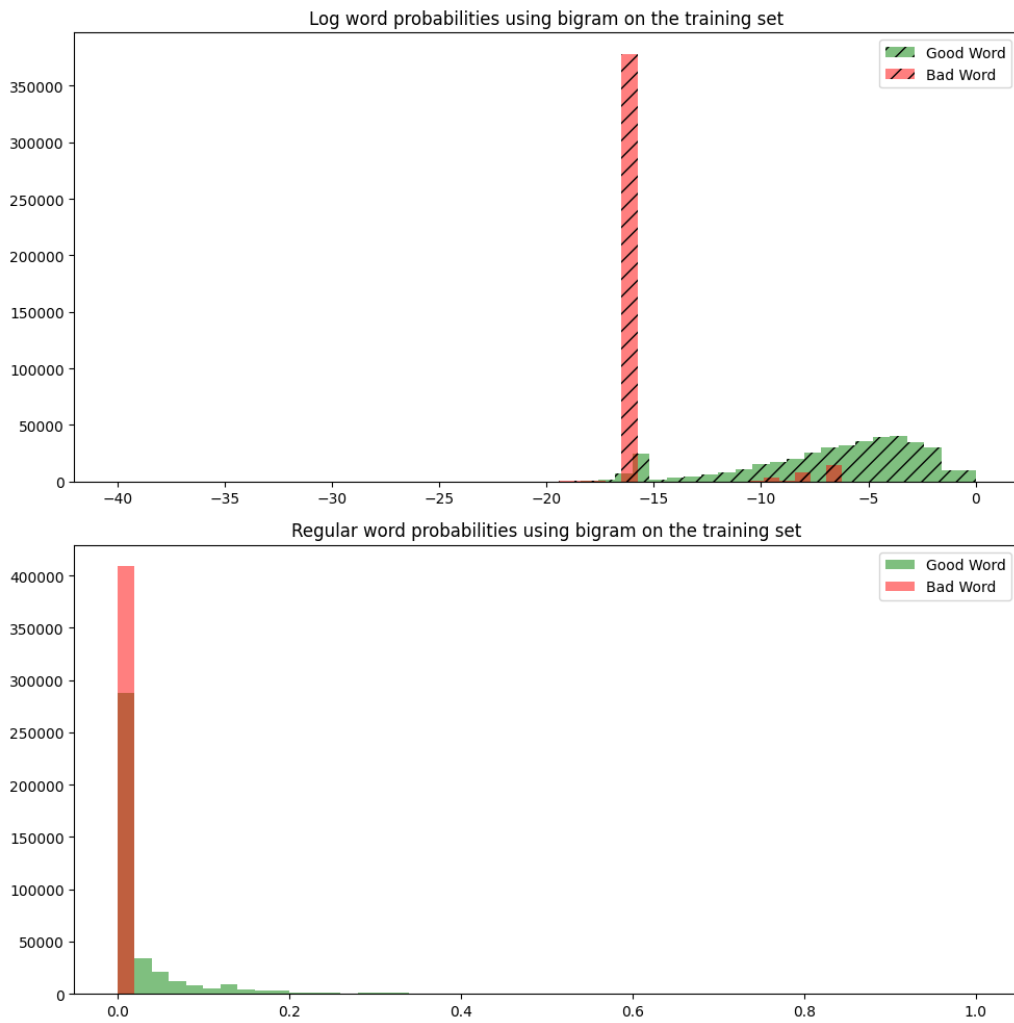 Log word probabilities using bigram on the training set
Good Word
Bad Word
350000
300000
250000
200000
150000
100000
50000
0
−40 −35 −30 −25 −20 −15 −10 −5 0
Regular word probabilities using bigram on the training set
Good Word
Bad Word
400000
350000
300000
250000
200000
150000
100000
50000
0
0.0 0.2 0.4 0.6 0.8 1.0